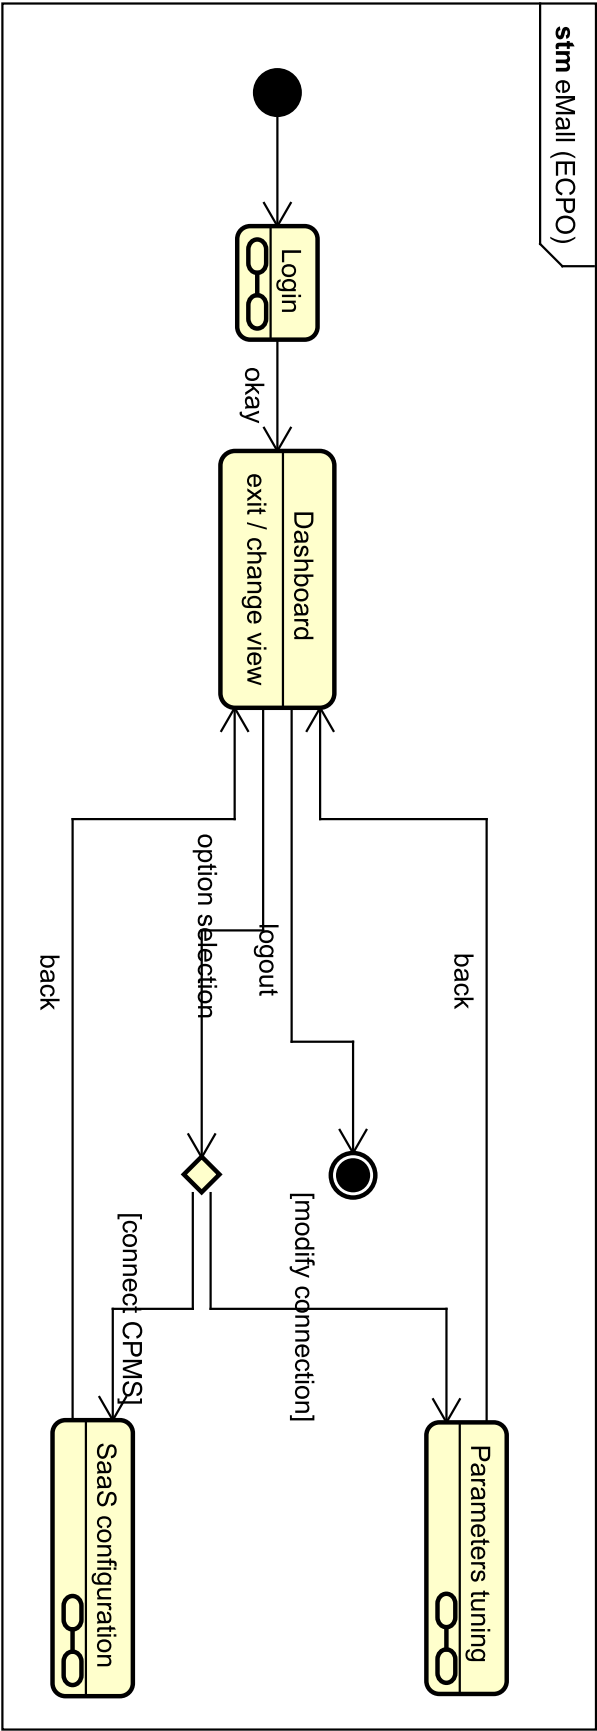 stm eMall (ECPO)
Login
okay
Dashboard
exit / change view
back
logout
option selection
back
[modify connection]
[connect CPMS]
Parameters tuning
SaaS configuration